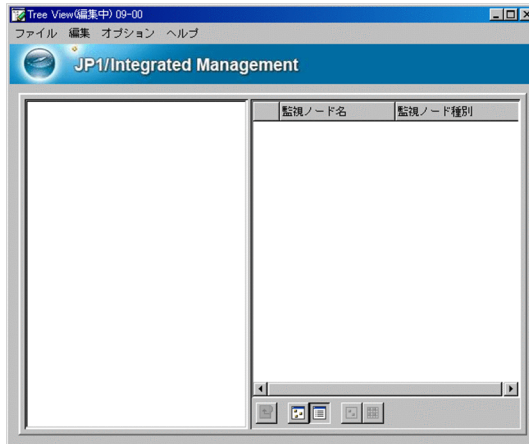 Tree View(編集中) 09-00
ファイル 編集 オプション ヘルプ
JP1/Integrated Management
監視ノード名 監視ノード種別